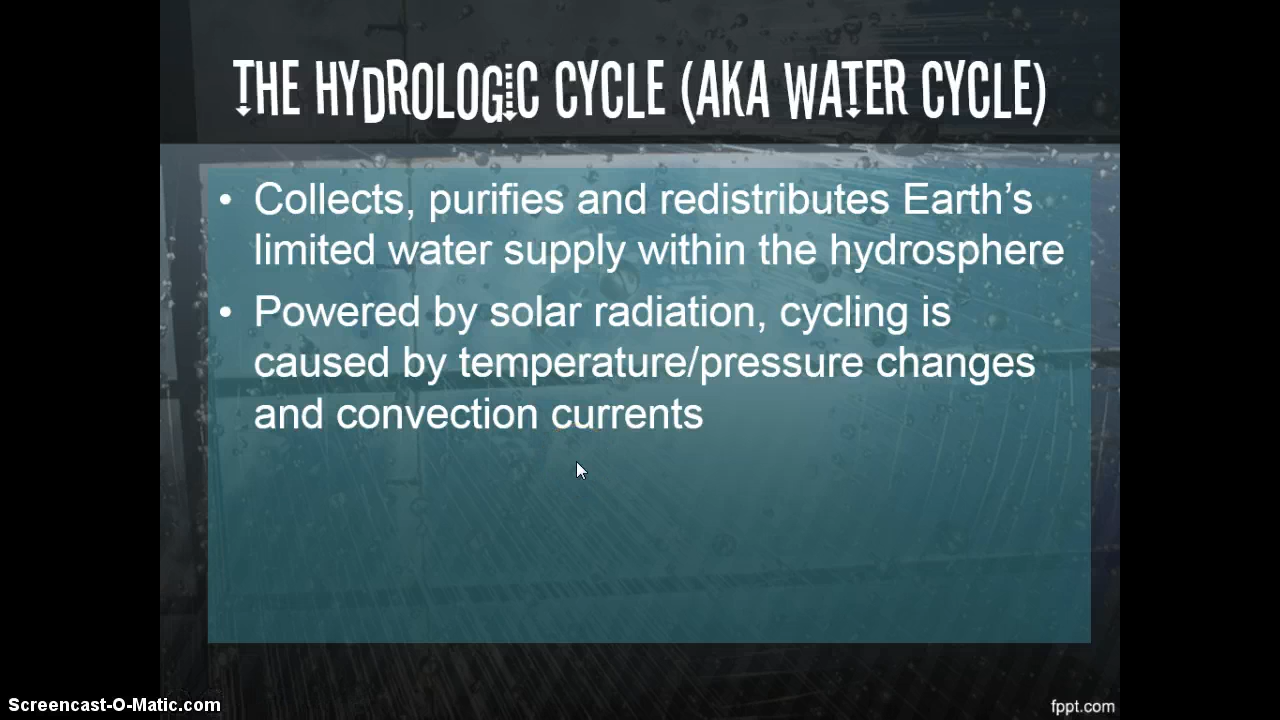 THE HYDROLOGIC CYCLE (AKA WATER CYCLE)
• Collects, purifies and redistributes Earth’s
limited water supply within the hydrosphere
• Powered by solar radiation, cycling is
caused by temperature/pressure changes
and convection currents
Screencast-O-Matic.com
fppt.com